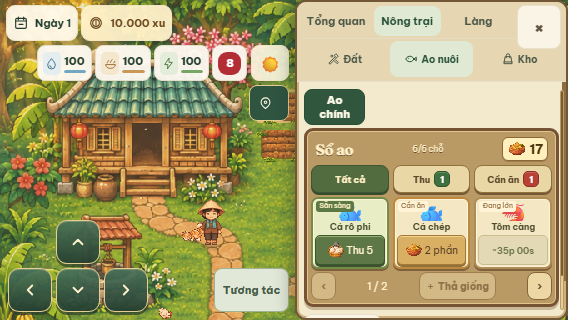 Ngày 1
10.000 xu
100
100
100
8
Tương tác
Tổng quan
Nông trại
Làng
×
Đất
Ao nuôi
Kho
Ao chính
Sổ ao
6/6 chỗ
17
Tất cả
Thu 1
Cần ăn 1
Sẵn sàng
Cá rô phi
Thu 5
Cần ăn
Cá chép
2 phần
Đang lớn
Tôm càng
~35p 00s
1 / 2
+ Thả giống